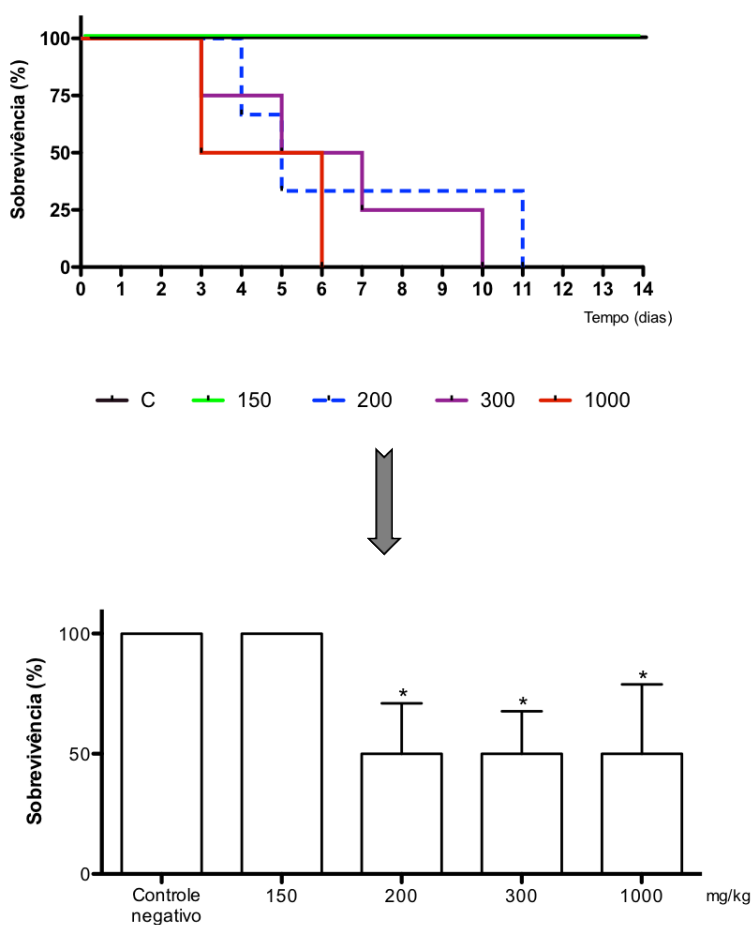 Sobrevivência (%)
100
75
50
25
0
0 1 2 3 4 5 6 7 8 9 10 11 12 13 14
Tempo (dias)
C 150 200 300 1000
Sobrevivência (%)
100
50
0
* * *
Controle negativo 150 200 300 1000 mg/kg